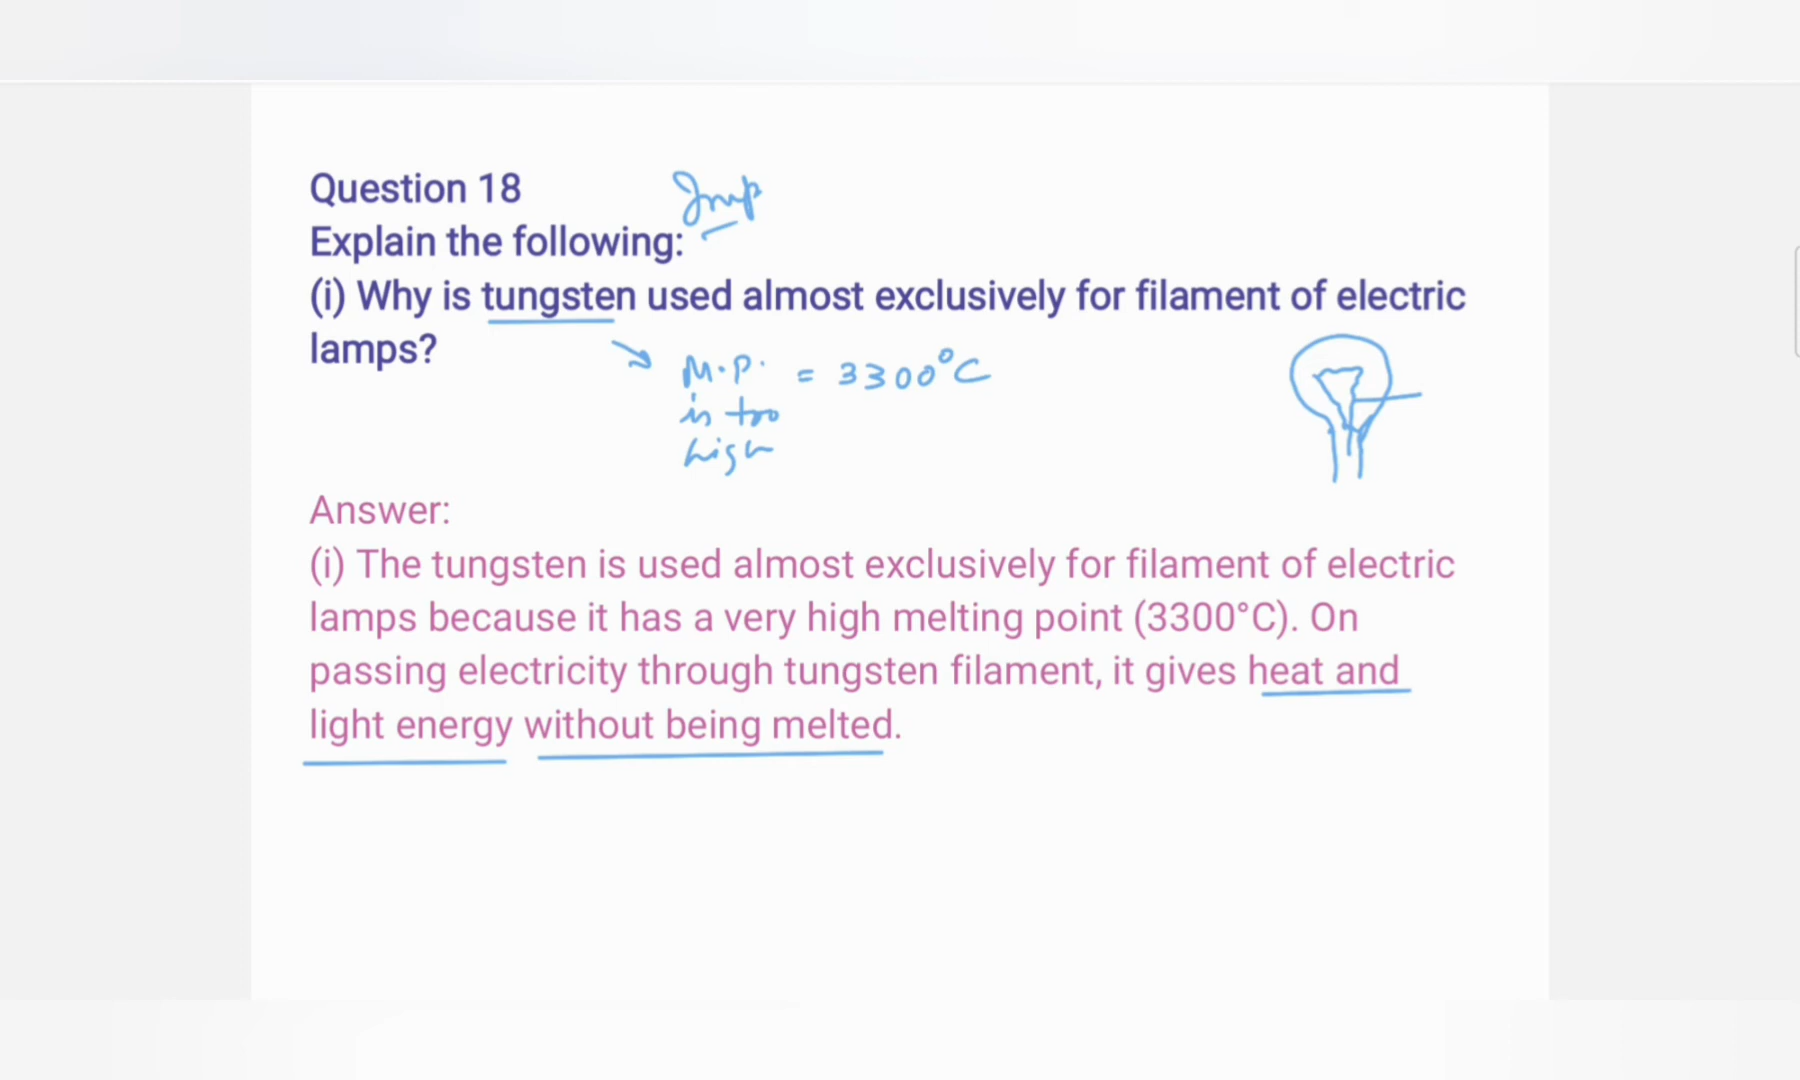 Question 18
Imp
Explain the following:
(i) Why is tungsten used almost exclusively for filament of electric
lamps?
M.P. = 3300°C
is too
high
Answer:
(i) The tungsten is used almost exclusively for filament of electric
lamps because it has a very high melting point (3300°C). On
passing electricity through tungsten filament, it gives heat and
light energy without being melted.